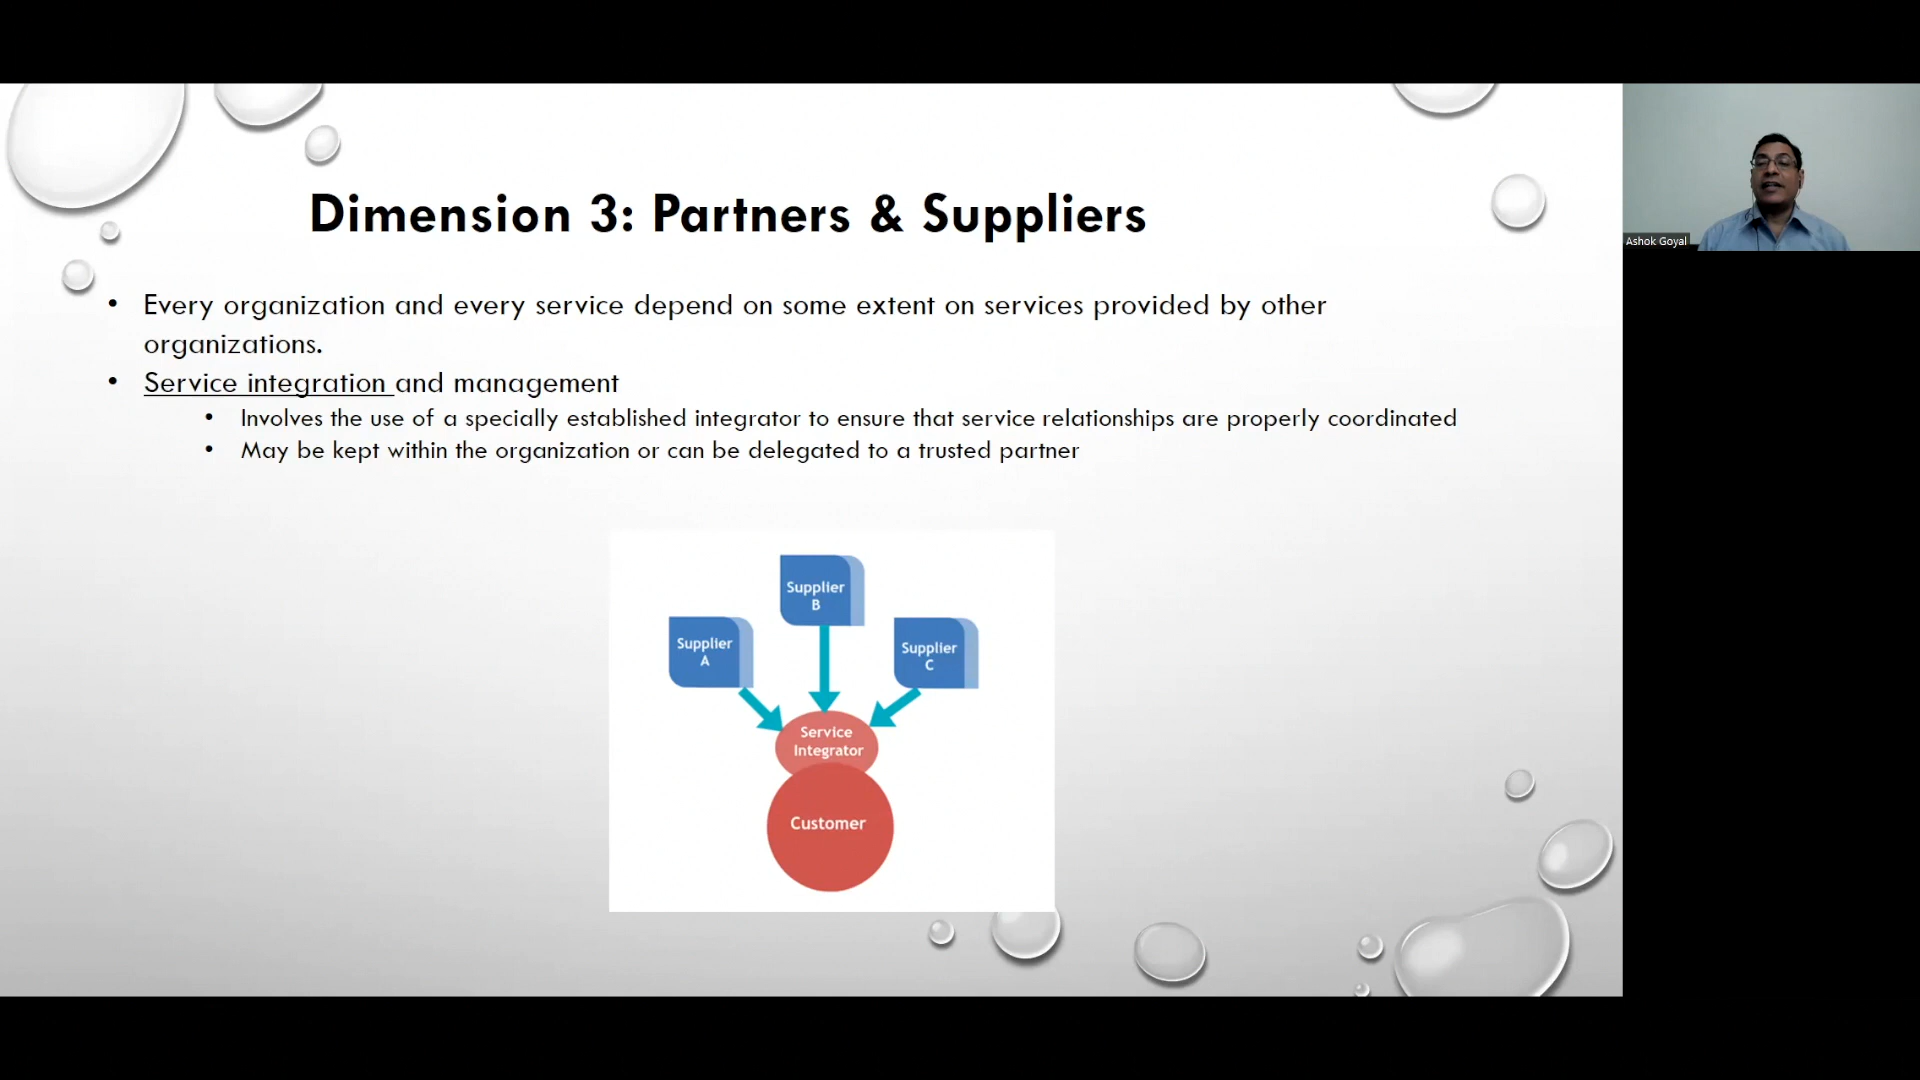 Dimension 3: Partners & Suppliers
Ashok Goyal
• Every organization and every service depend on some extent on services provided by other
organizations.
• Service integration and management
• Involves the use of a specially established integrator to ensure that service relationships are properly coordinated
• May be kept within the organization or can be delegated to a trusted partner
Supplier
B
Supplier
A
Supplier
C
Service
Integrator
Customer